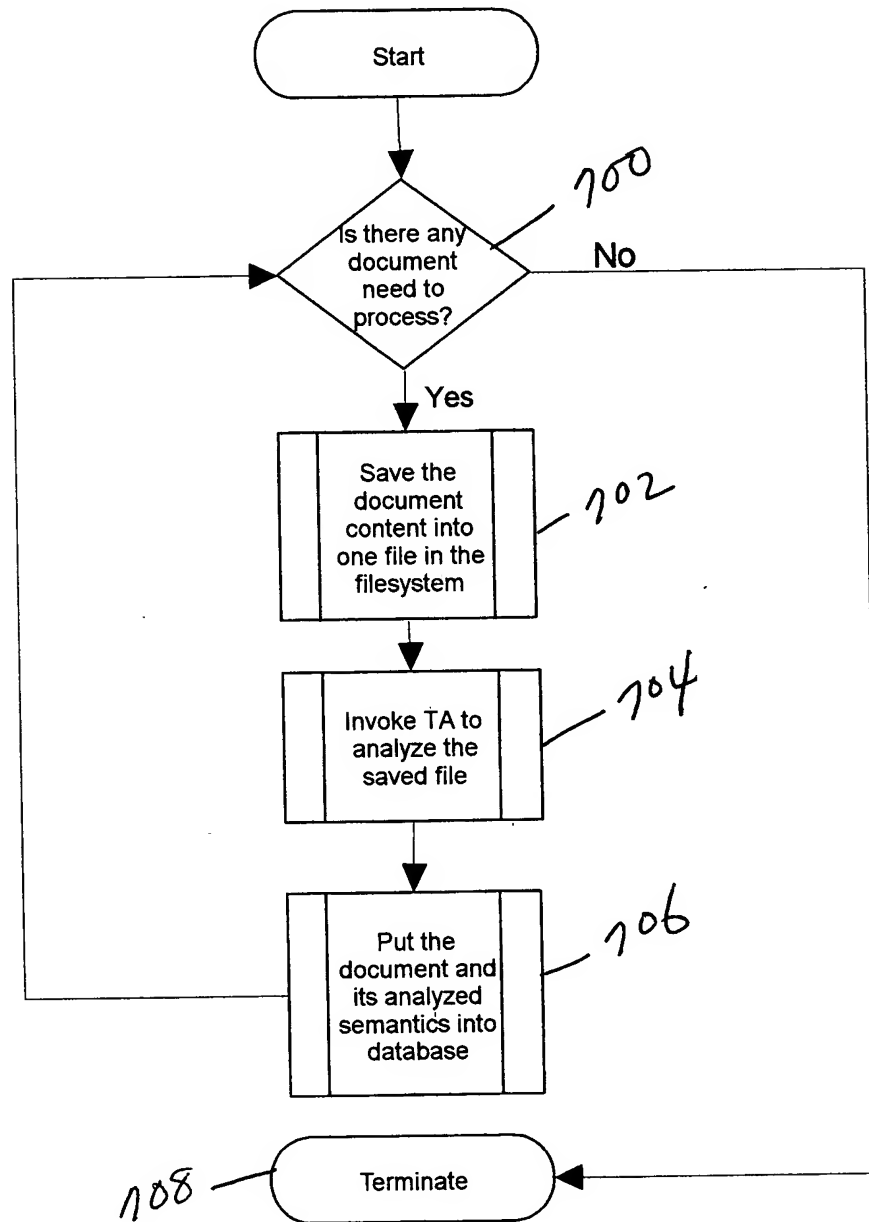 Start
700
Is there any
document
need to
process?
No
Yes
Save the
document
content into
one file in the
filesystem
702
Invoke TA to
analyze the
saved file
704
Put the
document and
its analyzed
semantics into
database
706
Terminate
708